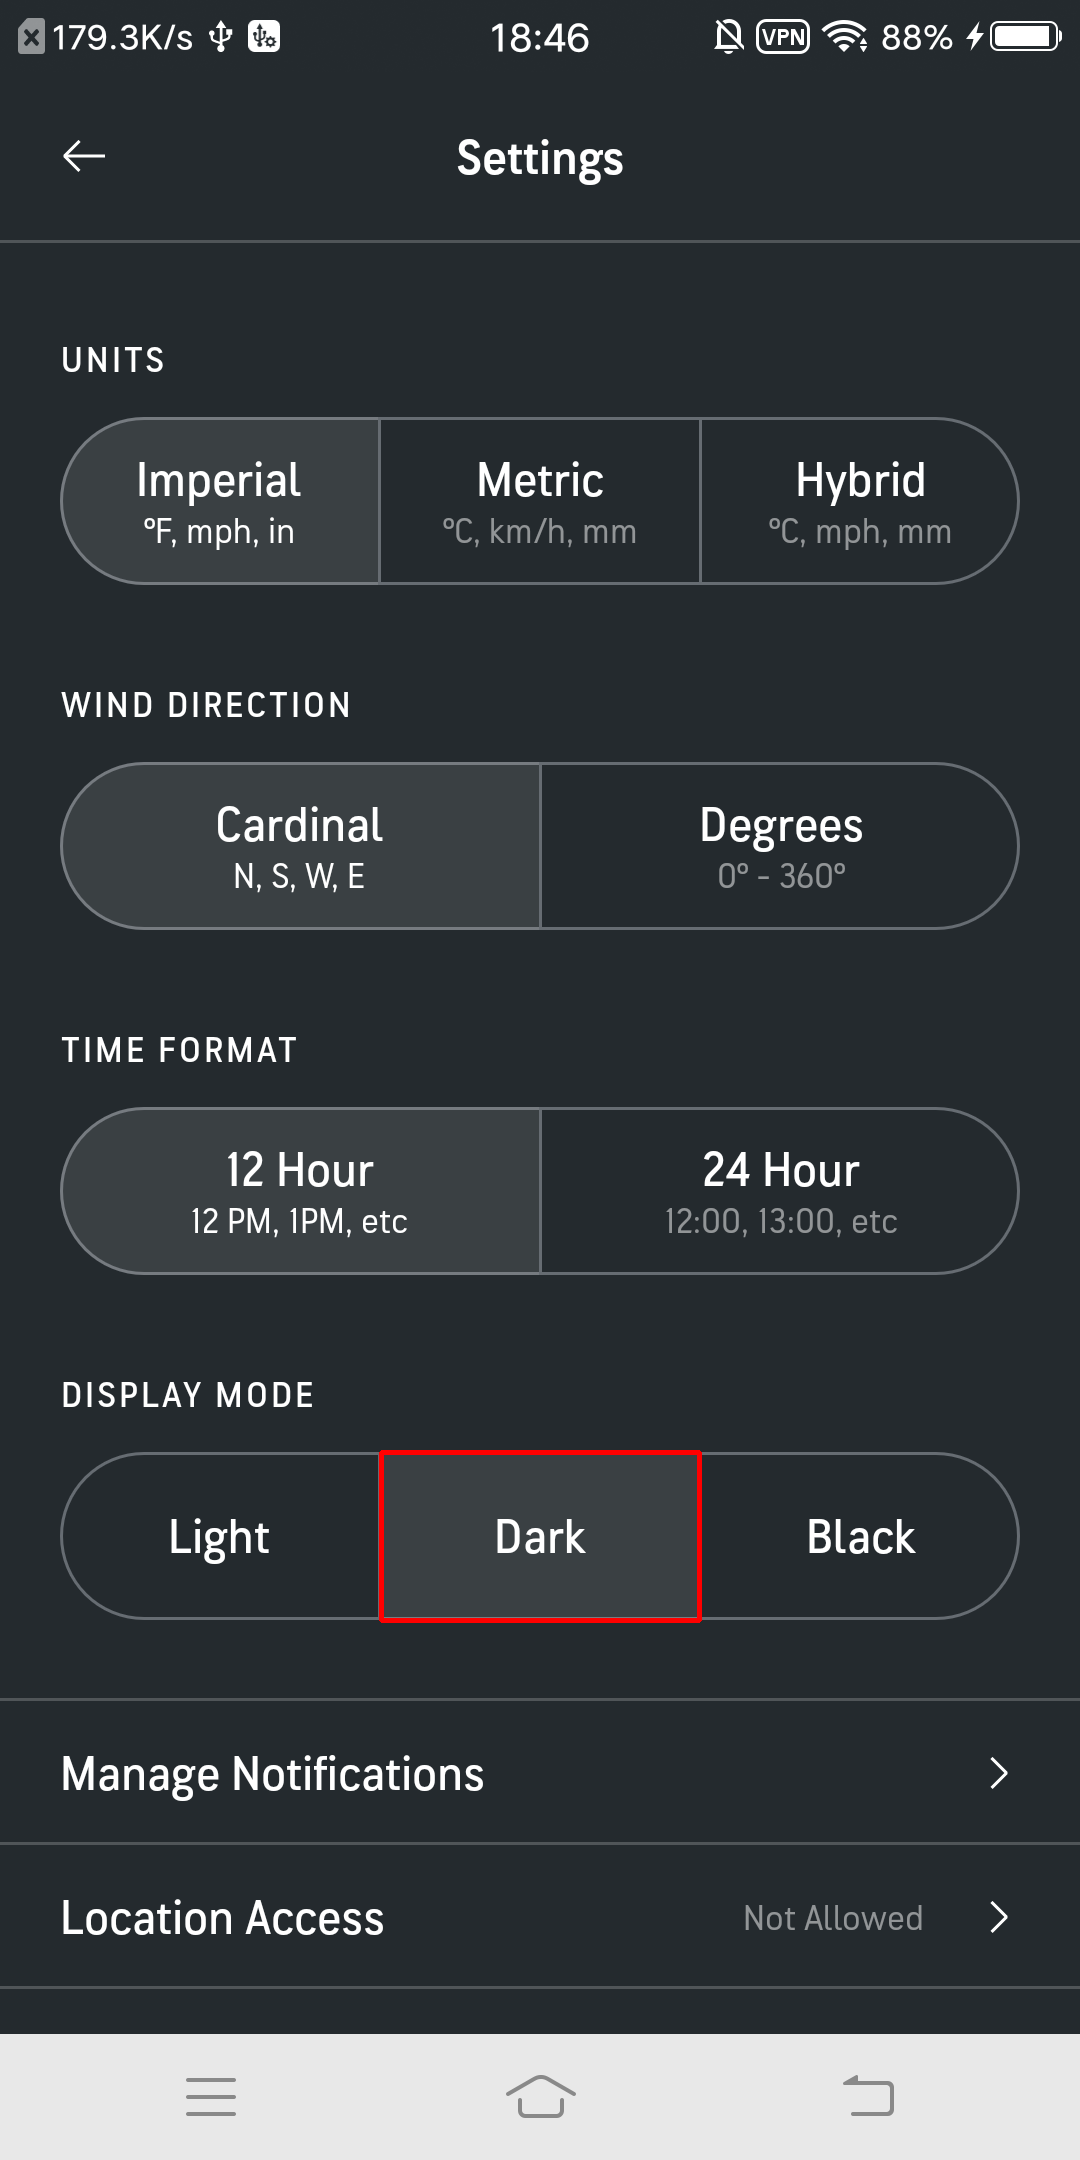 179.3K/s 18:46 VPN 88%
Settings
UNITS
Imperial Metric Hybrid
°F, mph, in °C, km/h, mm °C, mph, mm
WIND DIRECTION
Cardinal Degrees
N, S, W, E 0° - 360°
TIME FORMAT
12 Hour 24 Hour
12 PM, 1PM, etc 12:00, 13:00, etc
DISPLAY MODE
Light Dark Black
Manage Notifications
Location Access Not Allowed